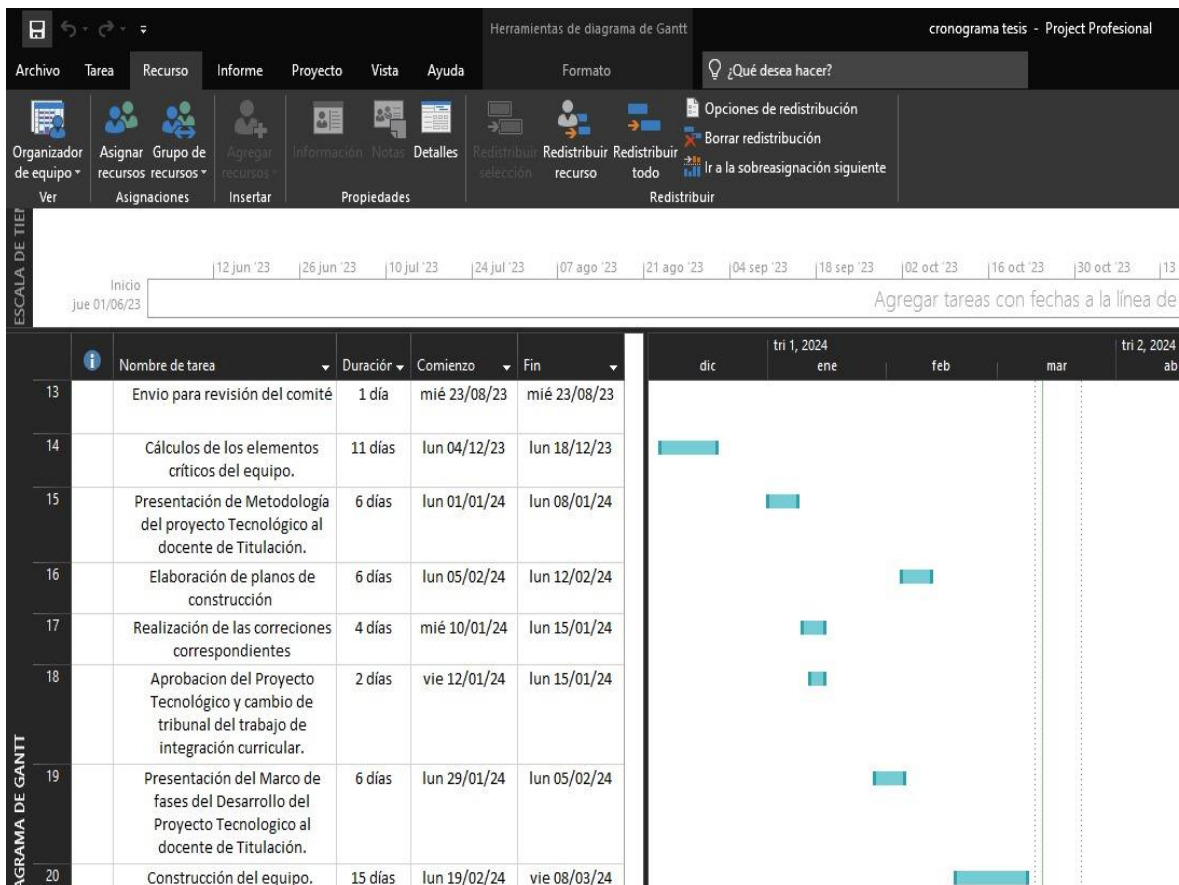 Herramientas de diagrama de Gantt
cronograma tesis - Project Profesional
Archivo Tarea Recurso Informe Proyecto Vista Ayuda Formato ¿Qué desea hacer?
Organizador de equipo
Asignar recursos
Grupo de recursos
Agregar recursos
Información
Notas
Detalles
Redistribuir selección
Redistribuir recurso
Redistribuir todo
Opciones de redistribución
Borrar redistribución
Ir a la sobreasignación siguiente
Ver Asignaciones Insertar Propiedades Redistribuir
ESCALA DE TIE
12 jun '23 26 jun '23 10 jul '23 24 jul '23 07 ago '23 21 ago '23 04 sep '23 18 sep '23 02 oct '23 16 oct '23 30 oct '23 13
Inicio
jue 01/06/23
Agregar tareas con fechas a la línea de
tri 1, 2024 tri 2, 2024
Nombre de tarea Duración Comienzo Fin dic ene feb mar ab
13 Envio para revisión del comité 1 día mié 23/08/23 mié 23/08/23
14 Cálculos de los elementos 11 días lun 04/12/23 lun 18/12/23
críticos del equipo.
15 Presentación de Metodología 6 días lun 01/01/24 lun 08/01/24
del proyecto Tecnológico al
docente de Titulación.
16 Elaboración de planos de 6 días lun 05/02/24 lun 12/02/24
construcción
17 Realización de las correciones 4 días mié 10/01/24 lun 15/01/24
correspondientes
18 Aprobacion del Proyecto 2 días vie 12/01/24 lun 15/01/24
Tecnológico y cambio de
tribunal del trabajo de
integración curricular.
19 Presentación del Marco de 6 días lun 29/01/24 lun 05/02/24
fases del Desarrollo del
Proyecto Tecnologico al
docente de Titulación.
20 Construcción del equipo. 15 días lun 19/02/24 vie 08/03/24
AGRAMA DE GANTT